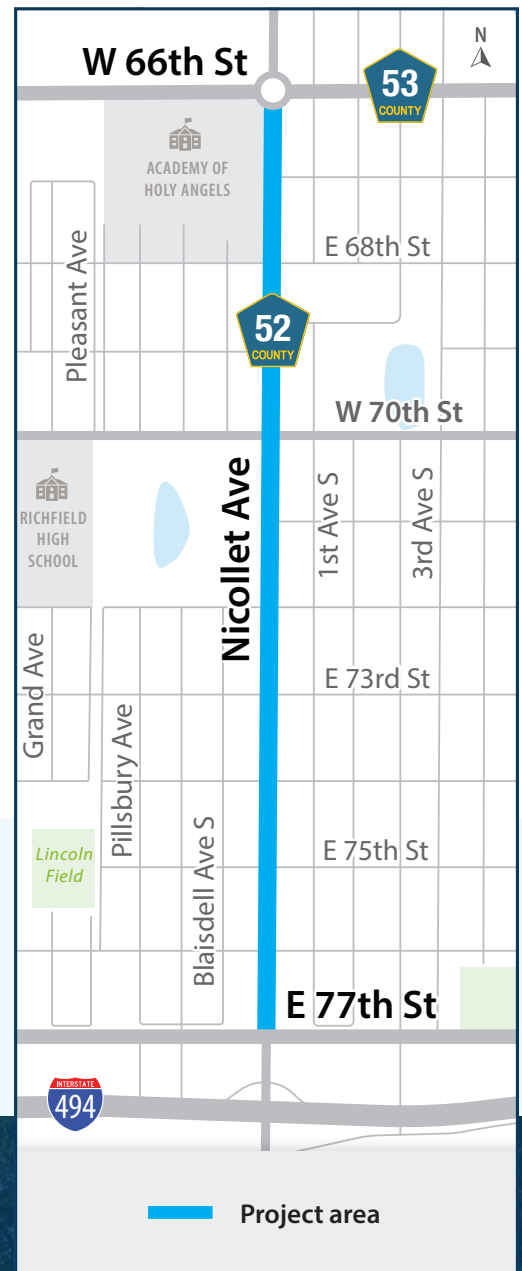 N
W 66th St
53
COUNTY
ACADEMY OF
HOLY ANGELS
Pleasant Ave
E 68th St
52
COUNTY
W 70th St
RICHFIELD
HIGH
SCHOOL
Nicollet Ave
1st Ave S
3rd Ave S
Grand Ave
E 73rd St
Pillsbury Ave
Lincoln
Field
Blaisdell Ave S
E 75th St
E 77th St
INTERSTATE
494
Project area